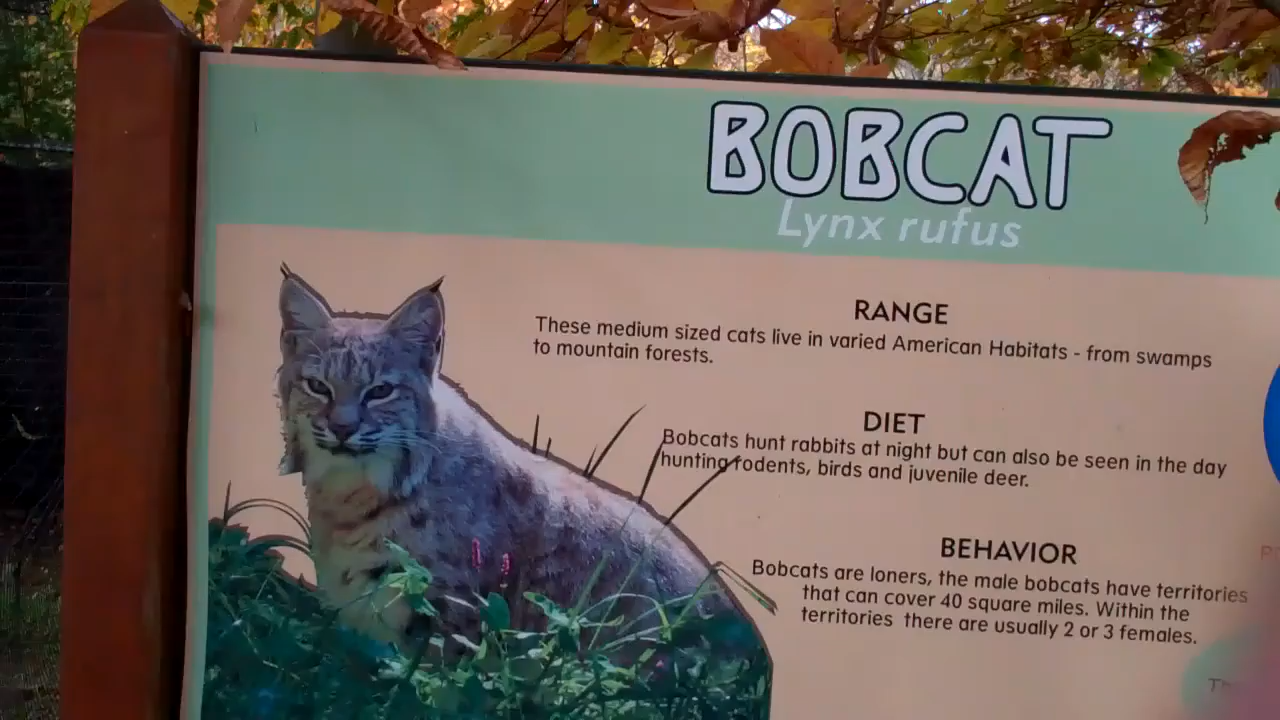 BOBCAT
Lynx rufus
RANGE
These medium sized cats live in varied American Habitats - from swamps
to mountain forests.
DIET
Bobcats hunt rabbits at night but can also be seen in the day
hunting rodents, birds and juvenile deer.
BEHAVIOR
Bobcats are loners, the male bobcats have territories
that can cover 40 square miles. Within the
territories there are usually 2 or 3 females.